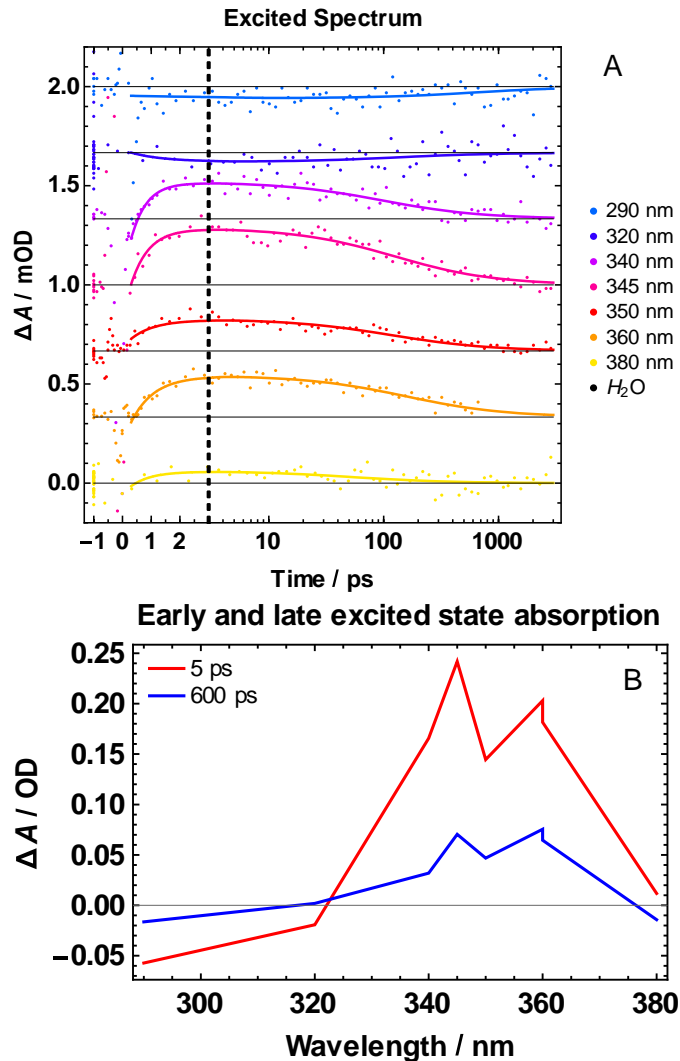 Excited Spectrum
A
2.0
1.5
1.0
0.5
0.0
Δ A / mOD
290 nm
320 nm
340 nm
345 nm
350 nm
360 nm
380 nm
H₂O
−1 0 1 2 10 100 1000
Time / ps
Early and late excited state absorption
5 ps
600 ps
B
0.25
0.20
0.15
0.10
0.05
0.00
−0.05
Δ A / OD
300 320 340 360 380
Wavelength / nm